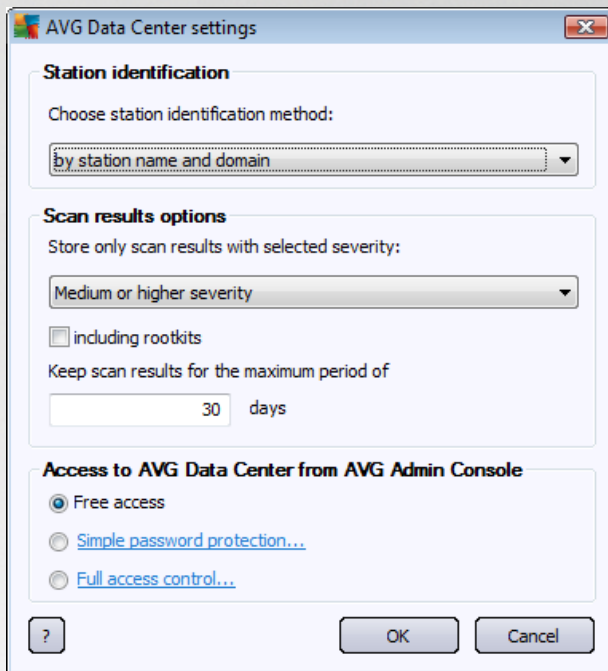 AVG Data Center settings
Station identification
Choose station identification method:
by station name and domain
Scan results options
Store only scan results with selected severity:
Medium or higher severity
including rootkits
Keep scan results for the maximum period of
30 days
Access to AVG Data Center from AVG Admin Console
Free access
Simple password protection...
Full access control...
? OK Cancel